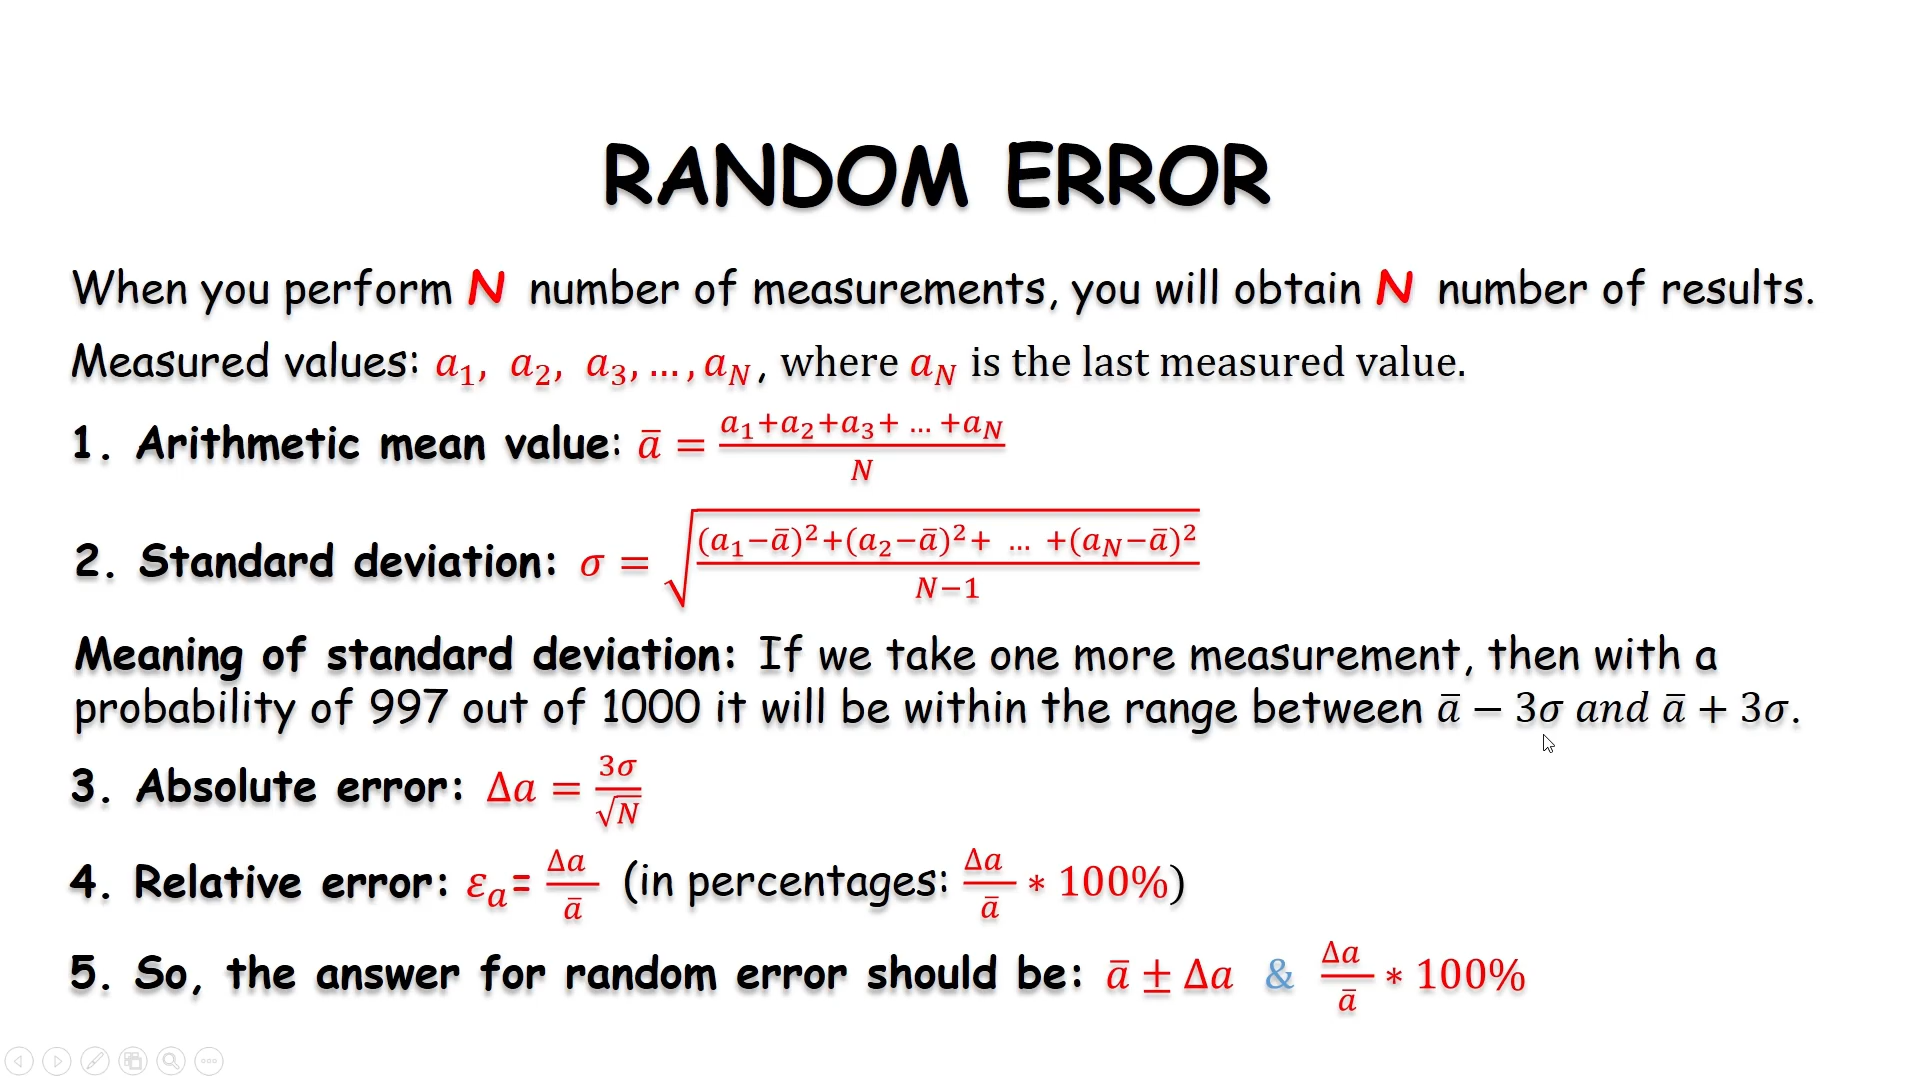 RANDOM ERROR
When you perform N number of measurements, you will obtain N number of results.
Measured values: a₁, a₂, a₃, … , a_N , where a_N is the last measured value.
1. Arithmetic mean value: ā = (a₁+a₂+a₃+ … +a_N)/N
2. Standard deviation: σ = √(((a₁−ā)²+(a₂−ā)²+ … +(a_N−ā)²)/(N−1))
Meaning of standard deviation: If we take one more measurement, then with a
probability of 997 out of 1000 it will be within the range between ā − 3σ and ā + 3σ.
3. Absolute error: Δa = 3σ/√N
4. Relative error: ε_a= Δa/ā (in percentages: Δa/ā * 100%)
5. So, the answer for random error should be: ā ± Δa & Δa/ā * 100%